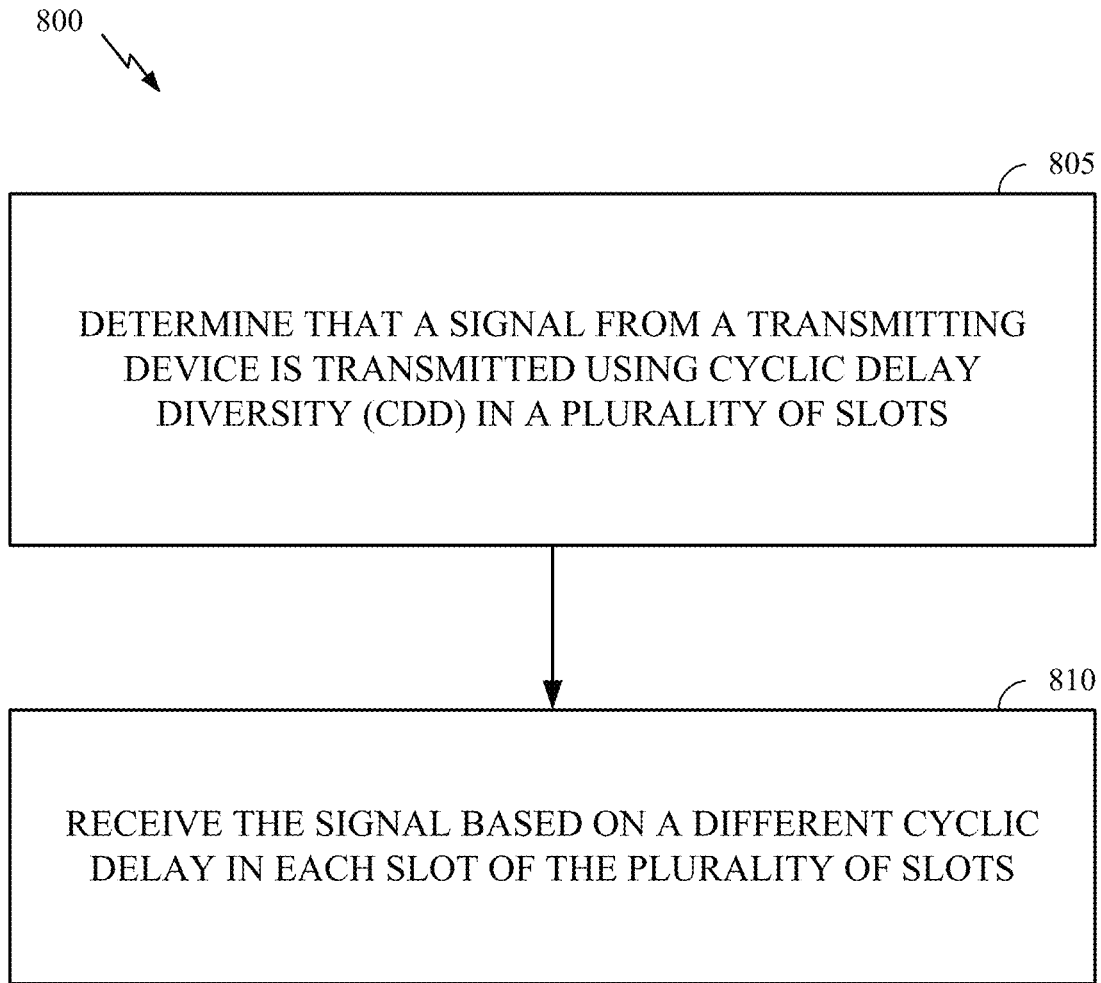 800
805
DETERMINE THAT A SIGNAL FROM A TRANSMITTING
DEVICE IS TRANSMITTED USING CYCLIC DELAY
DIVERSITY (CDD) IN A PLURALITY OF SLOTS
810
RECEIVE THE SIGNAL BASED ON A DIFFERENT CYCLIC
DELAY IN EACH SLOT OF THE PLURALITY OF SLOTS